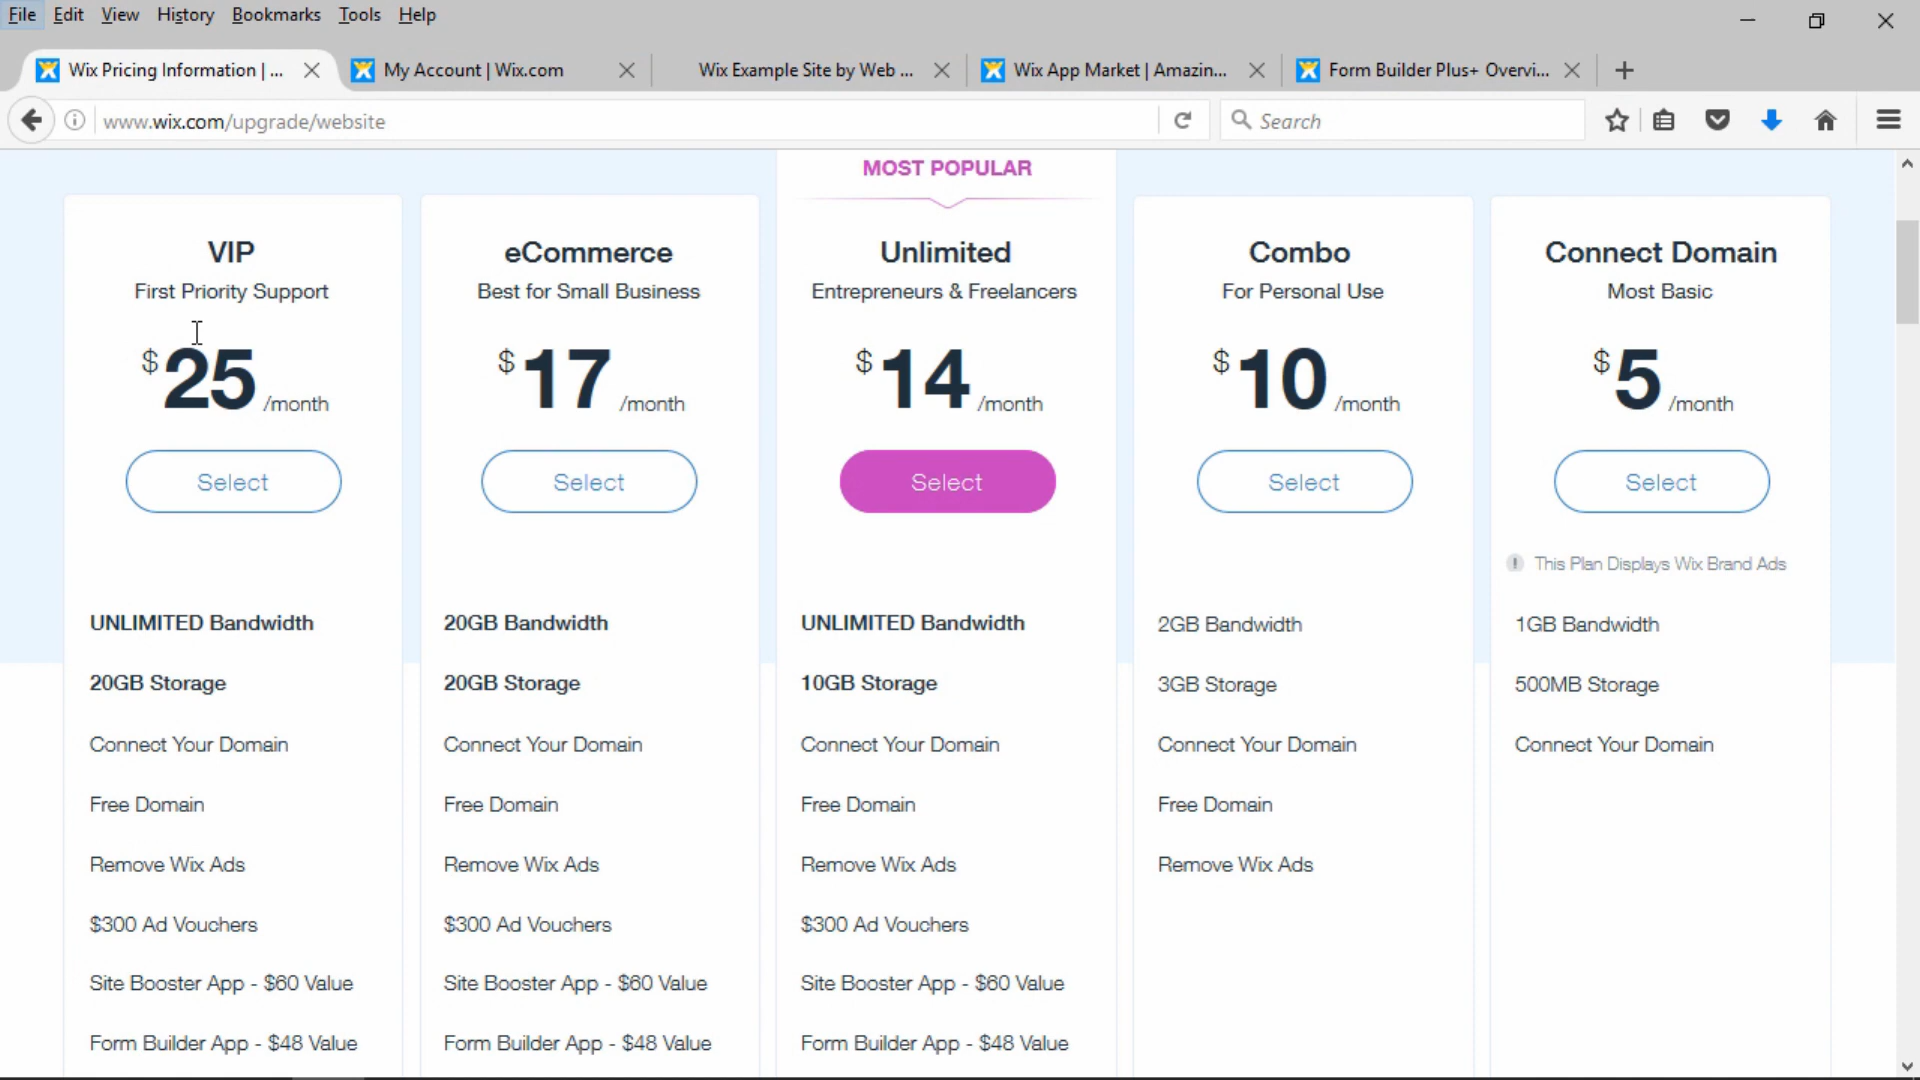 File Edit View History Bookmarks Tools Help
Wix Pricing Information | ...
My Account | Wix.com
Wix Example Site by Web ...
Wix App Market | Amazin...
Form Builder Plus+ Overvi...
www.wix.com/upgrade/website
Search
MOST POPULAR
VIP
First Priority Support
$25 /month
Select
UNLIMITED Bandwidth
20GB Storage
Connect Your Domain
Free Domain
Remove Wix Ads
$300 Ad Vouchers
Site Booster App - $60 Value
Form Builder App - $48 Value
eCommerce
Best for Small Business
$17 /month
Select
20GB Bandwidth
20GB Storage
Connect Your Domain
Free Domain
Remove Wix Ads
$300 Ad Vouchers
Site Booster App - $60 Value
Form Builder App - $48 Value
Unlimited
Entrepreneurs & Freelancers
$14 /month
Select
UNLIMITED Bandwidth
10GB Storage
Connect Your Domain
Free Domain
Remove Wix Ads
$300 Ad Vouchers
Site Booster App - $60 Value
Form Builder App - $48 Value
Combo
For Personal Use
$10 /month
Select
2GB Bandwidth
3GB Storage
Connect Your Domain
Free Domain
Remove Wix Ads
Connect Domain
Most Basic
$5 /month
Select
This Plan Displays Wix Brand Ads
1GB Bandwidth
500MB Storage
Connect Your Domain